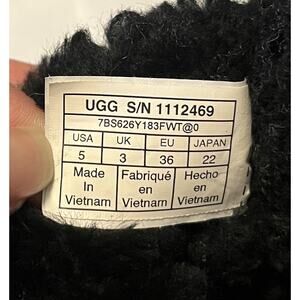 UGG S/N 1112469
7BS626Y183FWT@0
USA UK EU JAPAN
5 3 36 22
Made Fabriqué Hecho
In en en
Vietnam Vietnam Vietnam